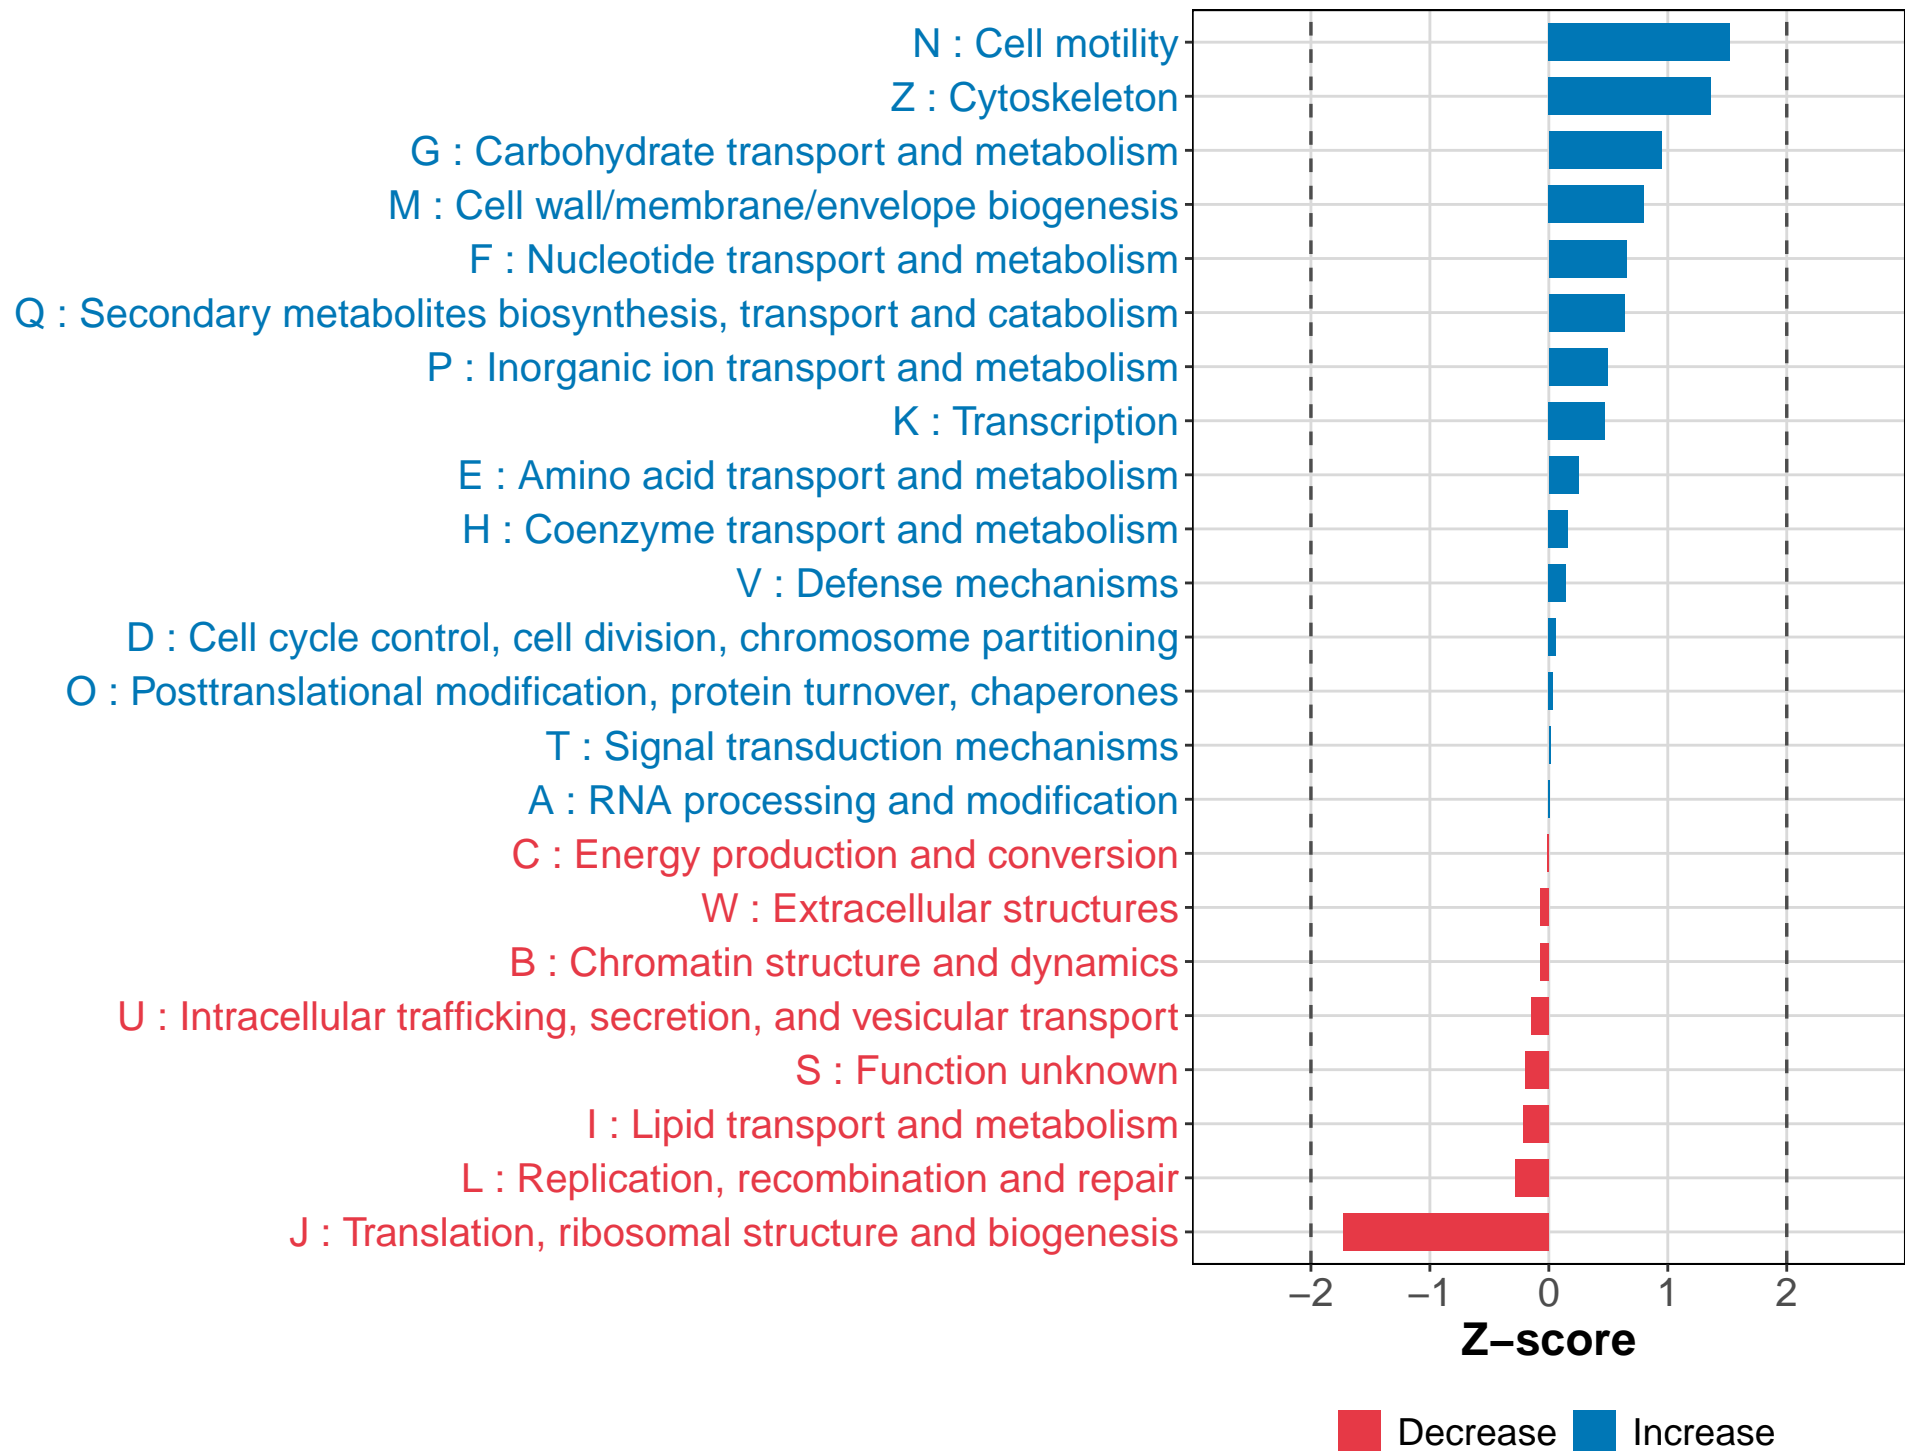 N : Cell motility
Z : Cytoskeleton
G : Carbohydrate transport and metabolism
M : Cell wall/membrane/envelope biogenesis
F : Nucleotide transport and metabolism
Q : Secondary metabolites biosynthesis, transport and catabolism
P : Inorganic ion transport and metabolism
K : Transcription
E : Amino acid transport and metabolism
H : Coenzyme transport and metabolism
V : Defense mechanisms
D : Cell cycle control, cell division, chromosome partitioning
O : Posttranslational modification, protein turnover, chaperones
T : Signal transduction mechanisms
A : RNA processing and modification
C : Energy production and conversion
W : Extracellular structures
B : Chromatin structure and dynamics
U : Intracellular trafficking, secretion, and vesicular transport
S : Function unknown
I : Lipid transport and metabolism
L : Replication, recombination and repair
J : Translation, ribosomal structure and biogenesis
−2 −1 0 1 2
Z−score
Decrease Increase